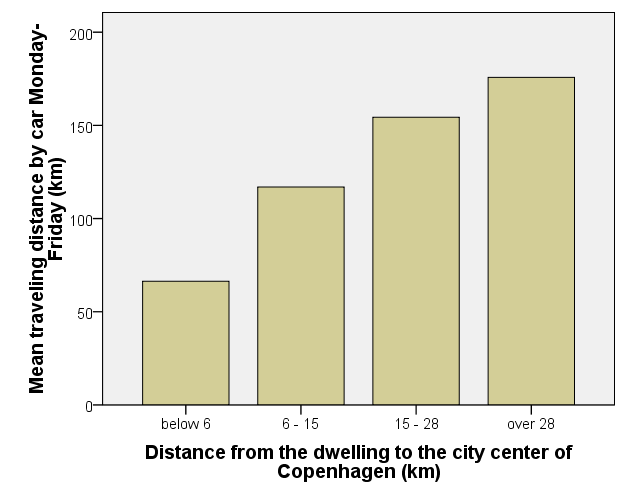 Mean traveling distance by car Monday-
Friday (km)
200
150
100
50
0
below 6
6 - 15
15 - 28
over 28
Distance from the dwelling to the city center of
Copenhagen (km)